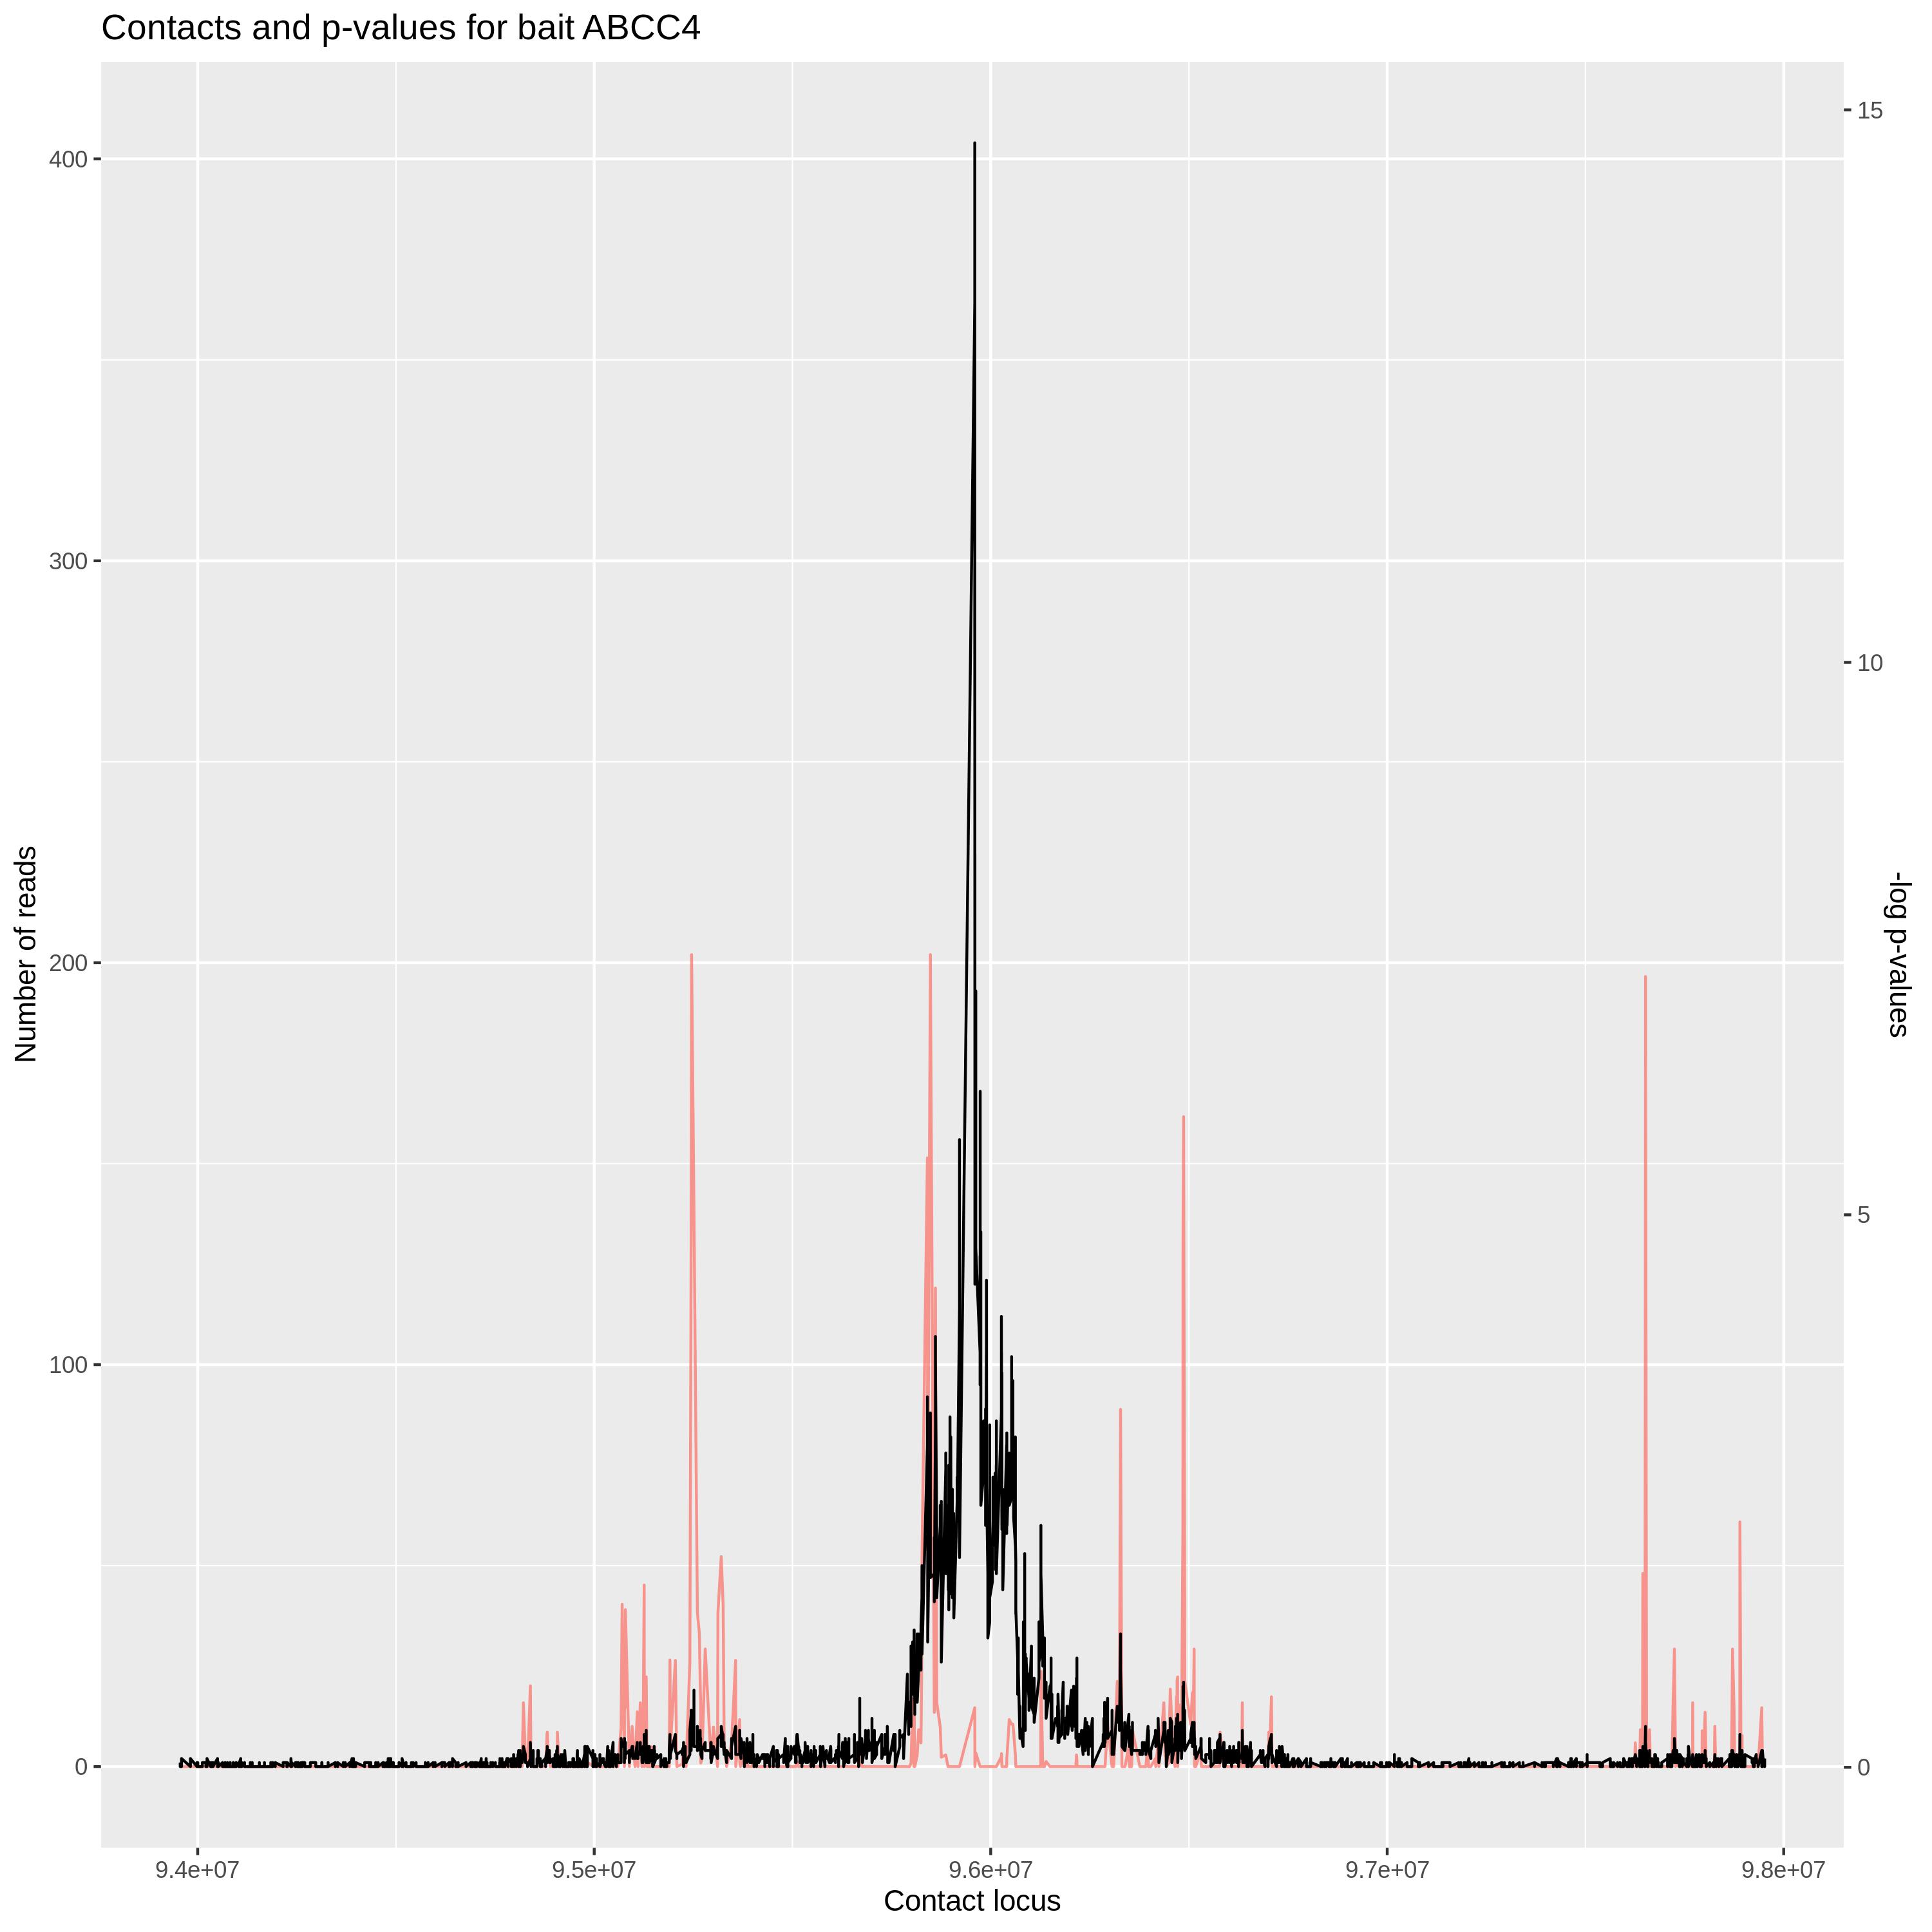 Contacts and p-values for bait ABCC4
400
300
200
100
0
Number of reads
15
10
5
0
-log p-values
9.4e+07 9.5e+07 9.6e+07 9.7e+07 9.8e+07
Contact locus